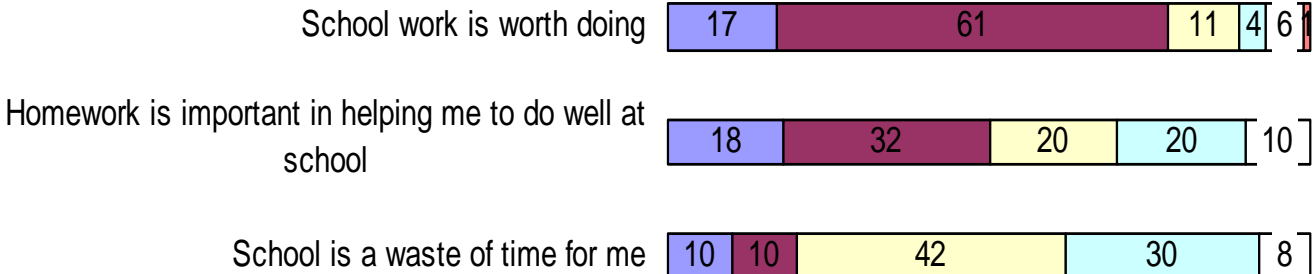 School work is worth doing 17 61 11 4 6 1
Homework is important in helping me to do well at
school
18 32 20 20 10
School is a waste of time for me 10 10 42 30 8